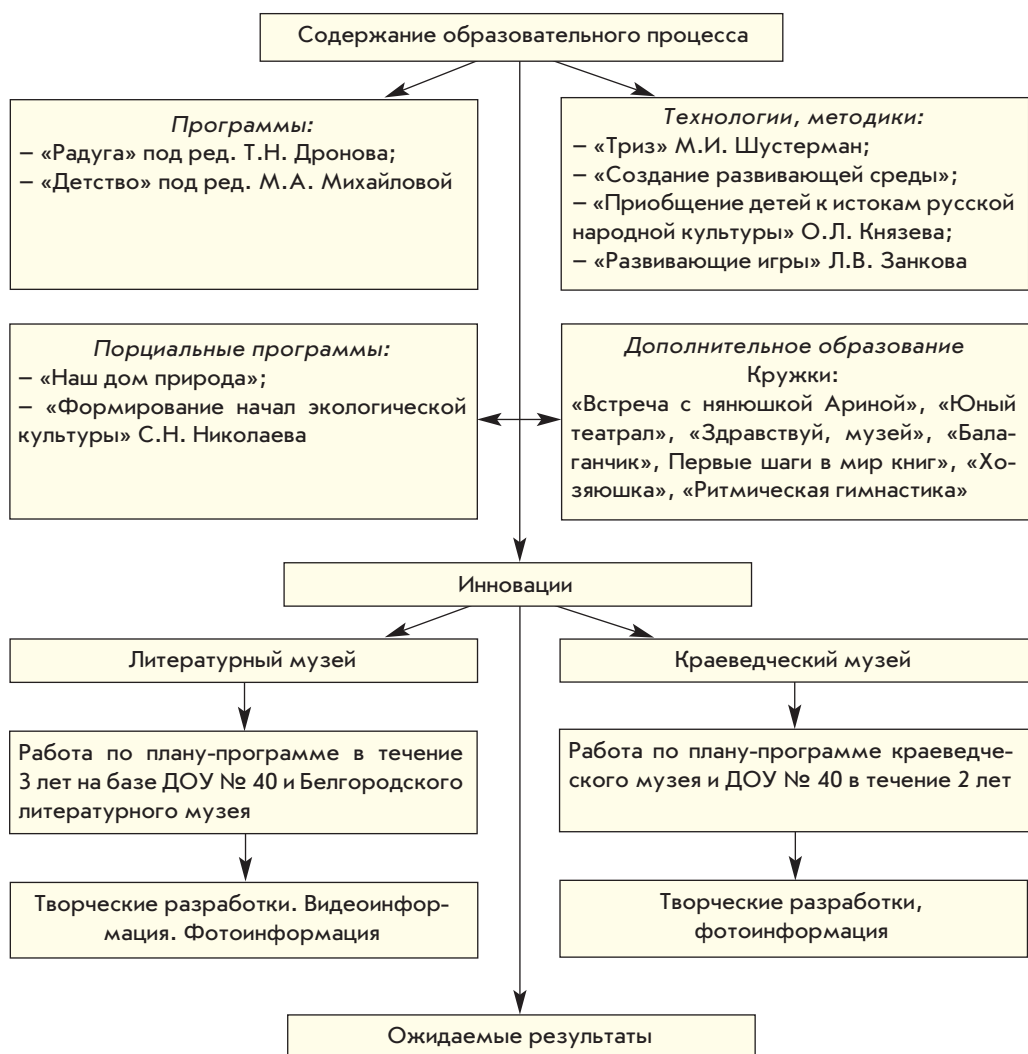 Содержание образовательного процесса
Программы:
– «Радуга» под ред. Т.Н. Дронова;
– «Детство» под ред. М.А. Михайловой
Технологии, методики:
– «Триз» М.И. Шустерман;
– «Создание развивающей среды»;
– «Приобщение детей к истокам русской
народной культуры» О.Л. Князева;
– «Развивающие игры» Л.В. Занкова
Порциальные программы:
– «Наш дом природа»;
– «Формирование начал экологической
культуры» С.Н. Николаева
Дополнительное образование
Кружки:
«Встреча с нянюшкой Ариной», «Юный
театрал», «Здравствуй, музей», «Бала-
ганчик», Первые шаги в мир книг», «Хо-
зяюшка», «Ритмическая гимнастика»
Инновации
Литературный музей
Краеведческий музей
Работа по плану-программе в течение
3 лет на базе ДОУ № 40 и Белгородского
литературного музея
Работа по плану-программе краеведче-
ского музея и ДОУ № 40 в течение 2 лет
Творческие разработки. Видеоинфор-
мация. Фотоинформация
Творческие разработки,
фотоинформация
Ожидаемые результаты